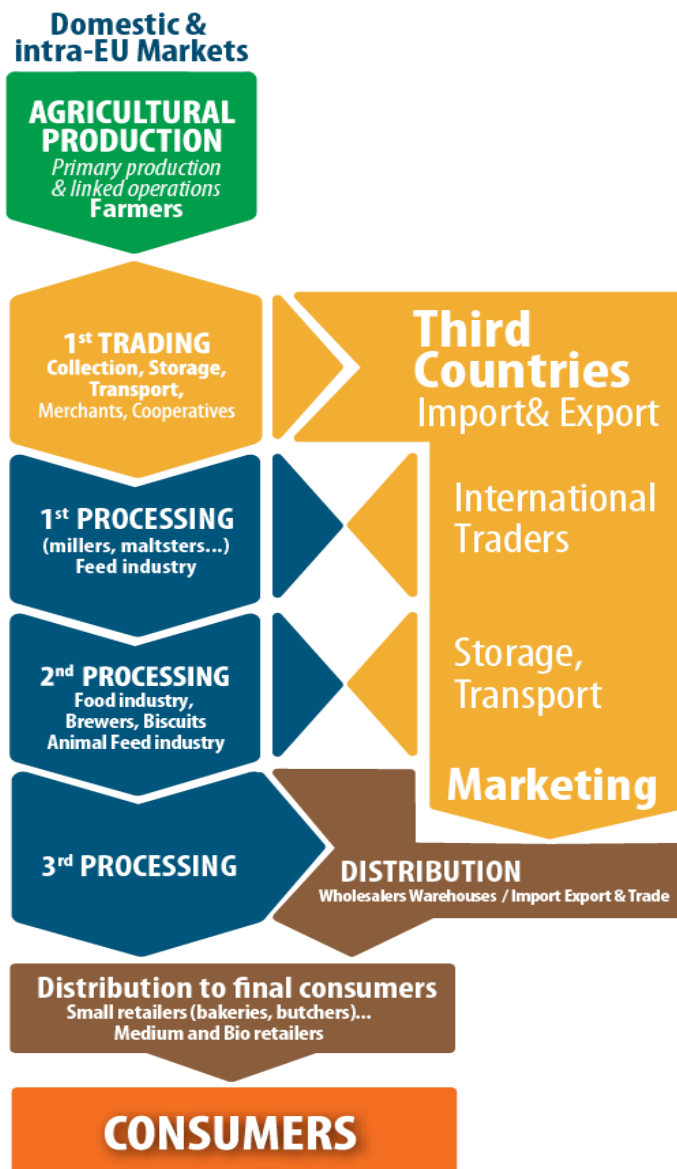 Domestic &
intra-EU Markets
AGRICULTURAL
PRODUCTION
Primary production
& linked operations
Farmers
1st TRADING
Collection, Storage,
Transport,
Merchants, Cooperatives
Third
Countries
Import& Export
1st PROCESSING
(millers, maltsters...)
Feed industry
International
Traders
2nd PROCESSING
Food industry,
Brewers, Biscuits
Animal Feed industry
Storage,
Transport
Marketing
3rd PROCESSING
DISTRIBUTION
Wholesalers Warehouses / Import Export & Trade
Distribution to final consumers
Small retailers (bakeries, butchers)...
Medium and Bio retailers
CONSUMERS